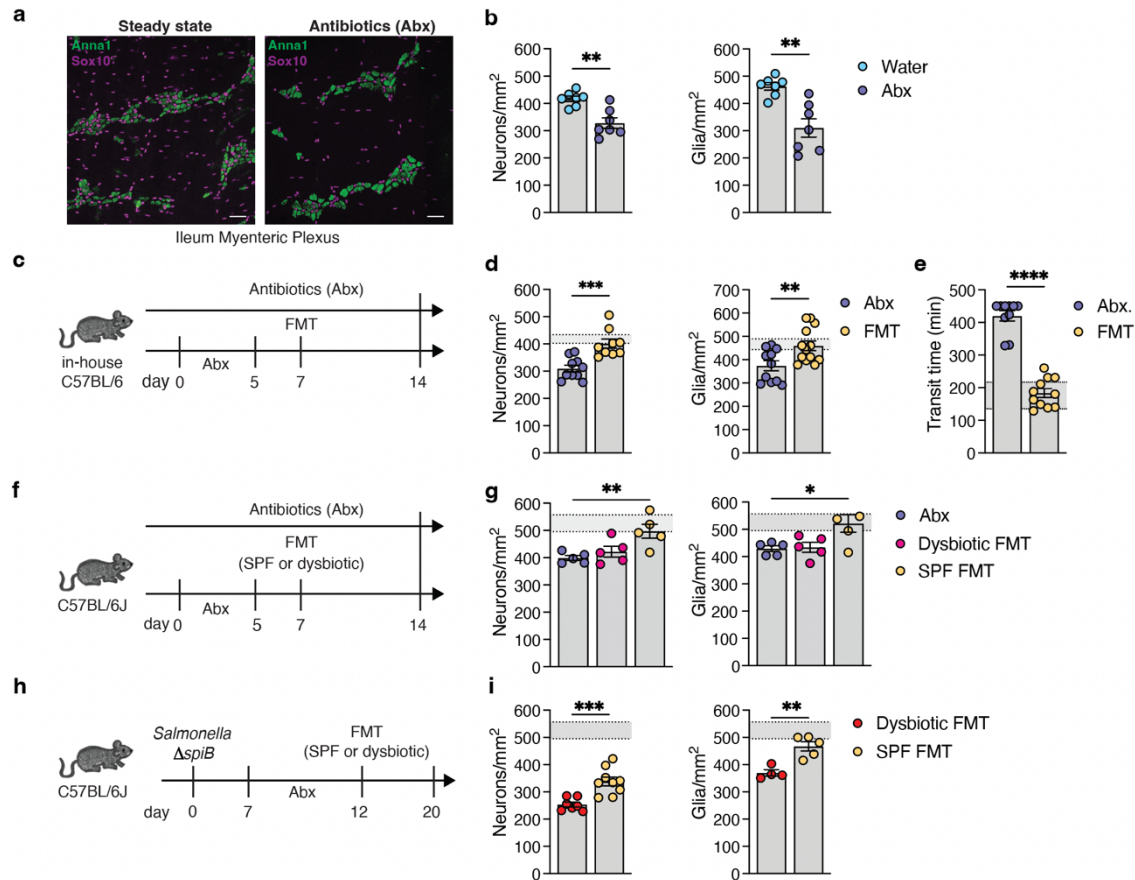 a
Steady state
Antibiotics (Abx)
Anna1
Sox10
Anna1
Sox10
Ileum Myenteric Plexus
b
600
500
400
300
200
100
0
Neurons/mm²
**
600
500
400
300
200
100
0
Glia/mm²
**
Water
Abx
c
in-house
C57BL/6
Antibiotics (Abx)
FMT
Abx
day 0 5 7 14
d
600
500
400
300
200
100
0
Neurons/mm²
***
700
600
500
400
300
200
100
0
Glia/mm²
**
Abx
FMT
e
500
400
300
200
100
0
Transit time (min)
****
Abx.
FMT
f
C57BL/6J
Antibiotics (Abx)
FMT
(SPF or dysbiotic)
Abx
day 0 5 7 14
g
600
500
400
300
200
100
0
Neurons/mm²
**
600
500
400
300
200
100
0
Glia/mm²
*
Abx
Dysbiotic FMT
SPF FMT
h
C57BL/6J
Salmonella
ΔspiB
FMT
(SPF or dysbiotic)
Abx
day 0 7 12 20
i
600
500
400
300
200
100
0
Neurons/mm²
***
600
500
400
300
200
100
0
Glia/mm²
**
Dysbiotic FMT
SPF FMT